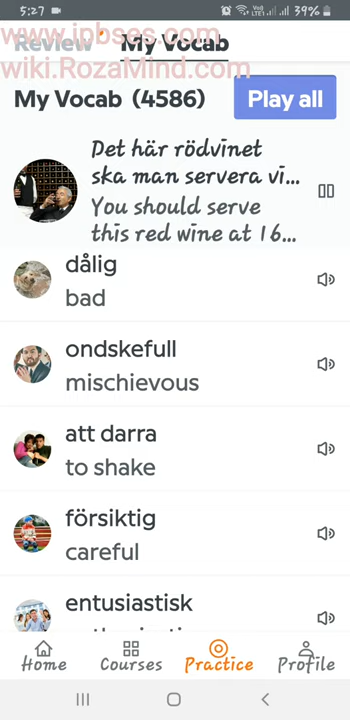 5:27
39%
www.ipbses.com
Review
My Vocab
wiki.RozaMind.com
My Vocab (4586)
Play all
Det här rödvinet
ska man servera vi...
You should serve
this red wine at 16...
dålig
bad
ondskefull
mischievous
att darra
to shake
försiktig
careful
entusiastisk
Home
Courses
Practice
Profile